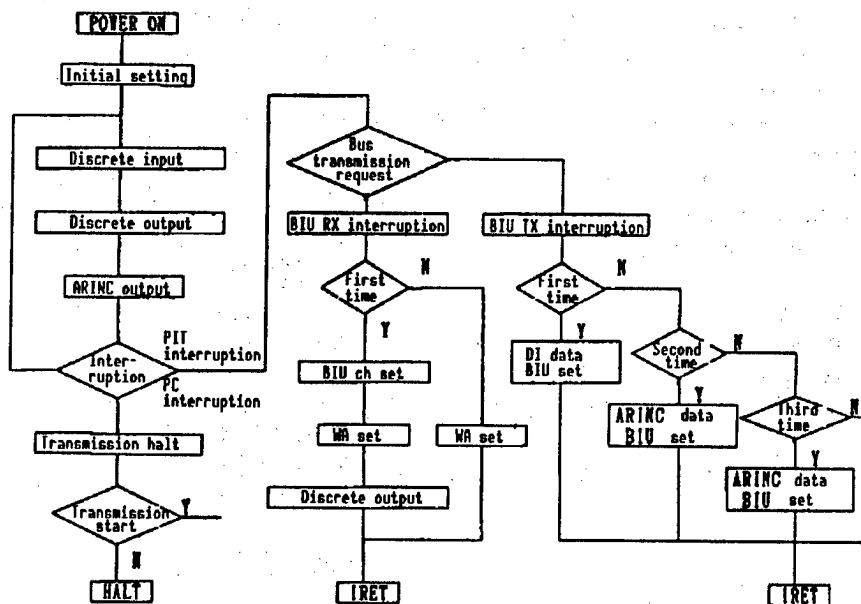 POWER ON
Initial setting
Discrete input
Discrete output
ARINC output
Inter-
ruption
PIT
interruption
PC
interruption
Transmission halt
Transmission
start
Y
N
HALT
Bus
transmission
request
BIU RX interruption
First
time
N
Y
BIU ch set
WA set
WA set
Discrete output
IRET
BIU TX interruption
First
time
N
Y
DI data
BIU set
Second
time
N
Y
ARINC data
BIU set
Third
time
N
Y
ARINC data
BIU set
IRET